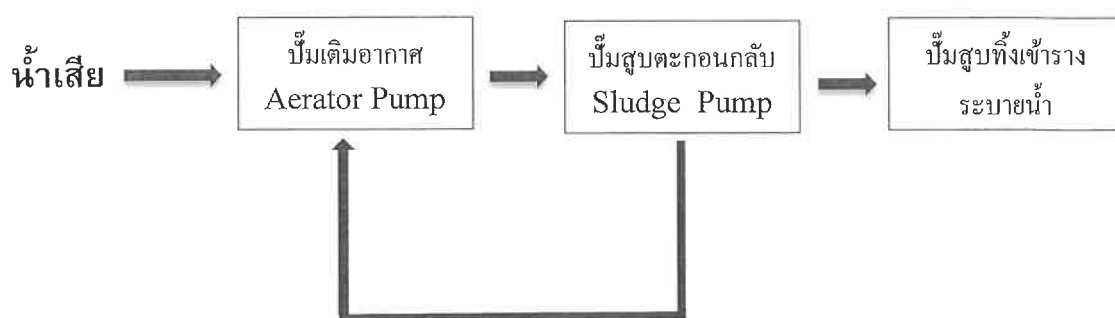 น้ำเสีย
ปั๊มเติมอากาศ
Aerator Pump
ปั๊มสูบตะกอนกลับ
Sludge Pump
ปั๊มสูบทิ้งเข้าราง
ระบายน้ำ